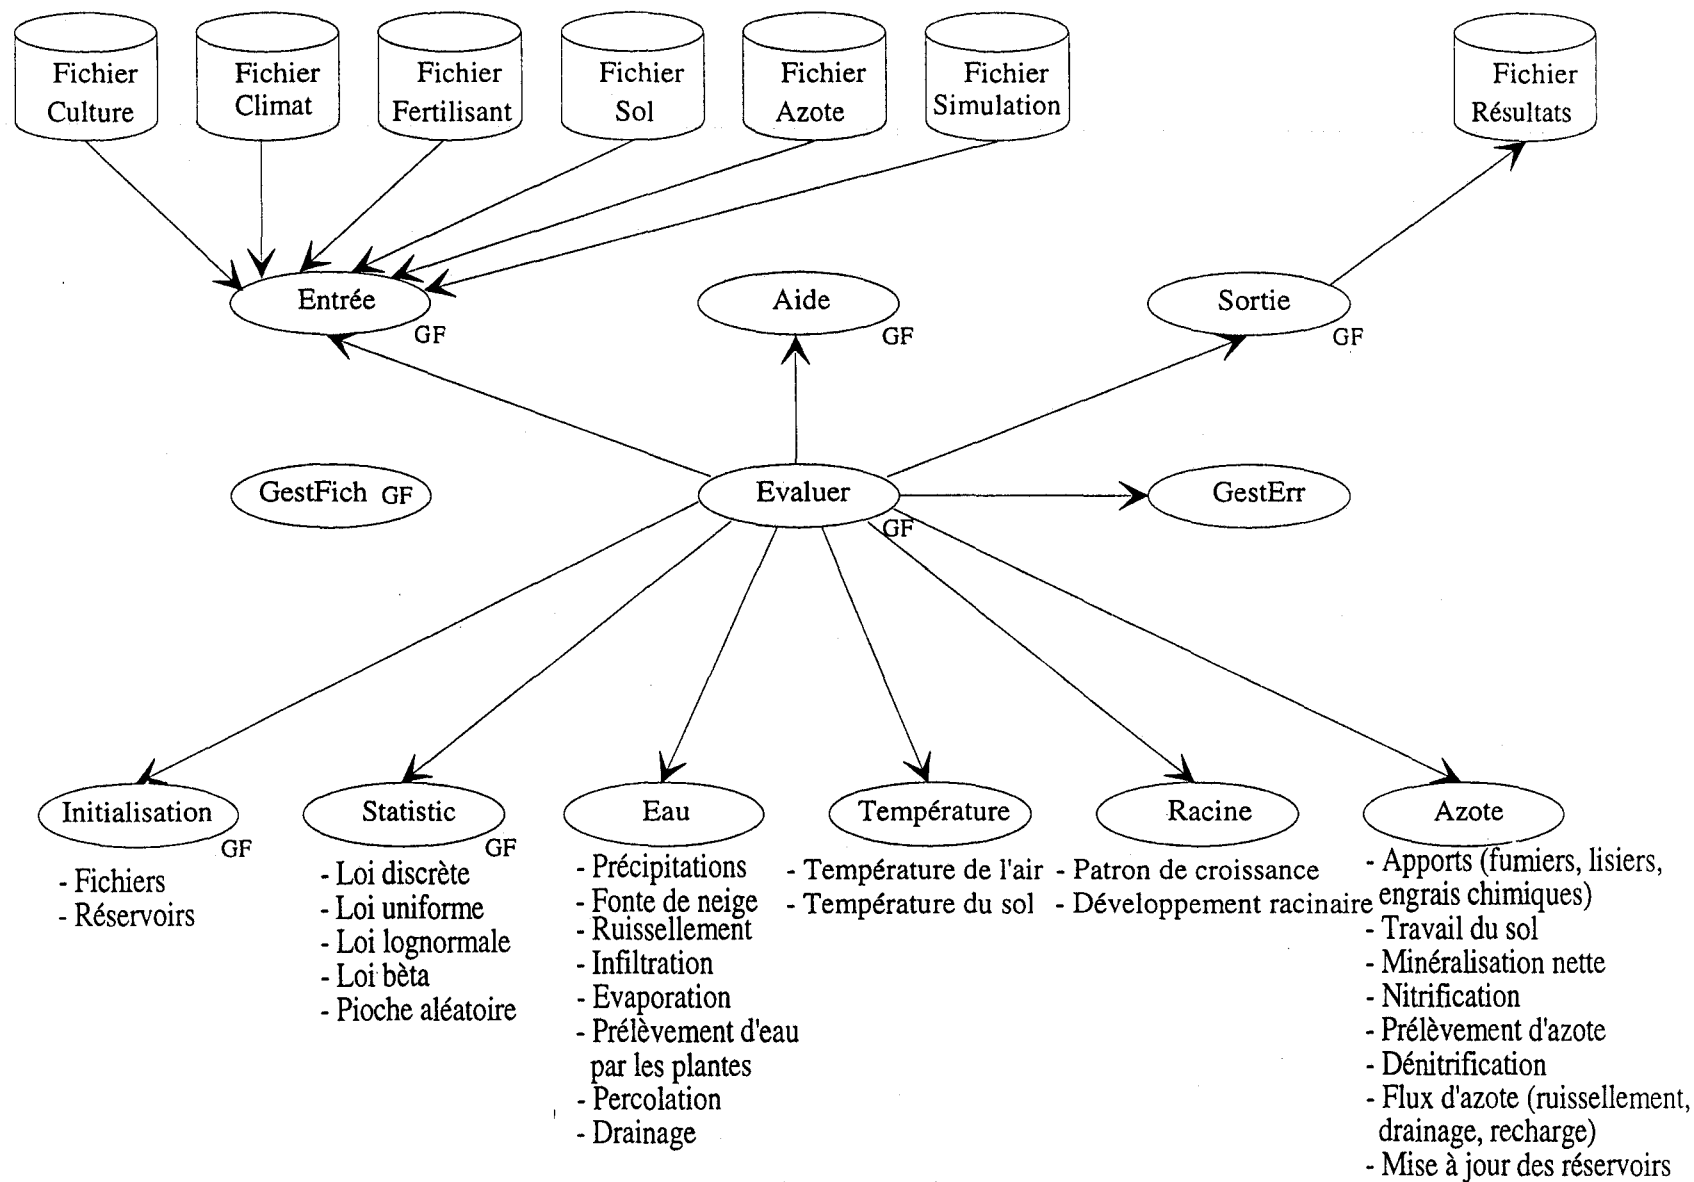 Fichier
Culture
Fichier
Climat
Fichier
Fertilisant
Fichier
Sol
Fichier
Azote
Fichier
Simulation
Fichier
Résultats
Entrée
GF
Aide
GF
Sortie
GF
GestFich GF
Evaluer
GF
GestErr
Initialisation
GF
- Fichiers
- Réservoirs
Statistic
GF
- Loi discrète
- Loi uniforme
- Loi lognormale
- Loi bèta
- Pioche aléatoire
Eau
- Précipitations
- Fonte de neige
- Ruissellement
- Infiltration
- Evaporation
- Prélèvement d'eau
par les plantes
- Percolation
- Drainage
Température
- Température de l'air
- Température du sol
Racine
- Patron de croissance
- Développement racinaire
Azote
- Apports (fumiers, lisiers,
engrais chimiques)
- Travail du sol
- Minéralisation nette
- Nitrification
- Prélèvement d'azote
- Dénitrification
- Flux d'azote (ruissellement,
drainage, recharge)
- Mise à jour des réservoirs